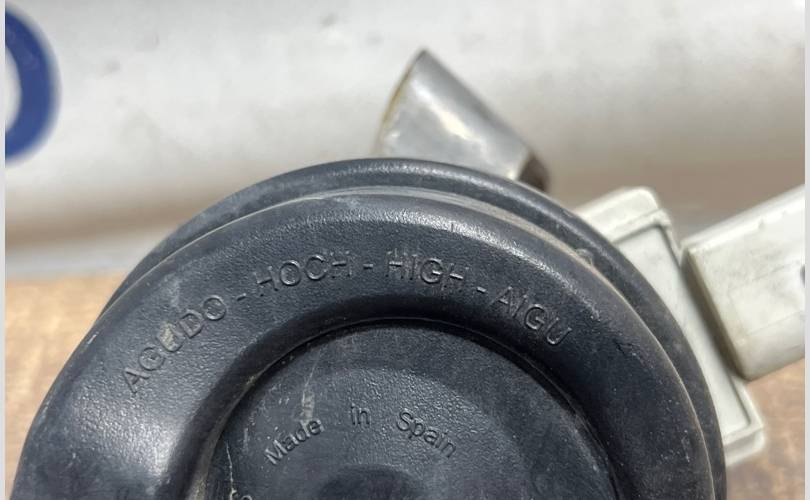 AGUDO - HOCH - HIGH - AIGU
Made in Spain